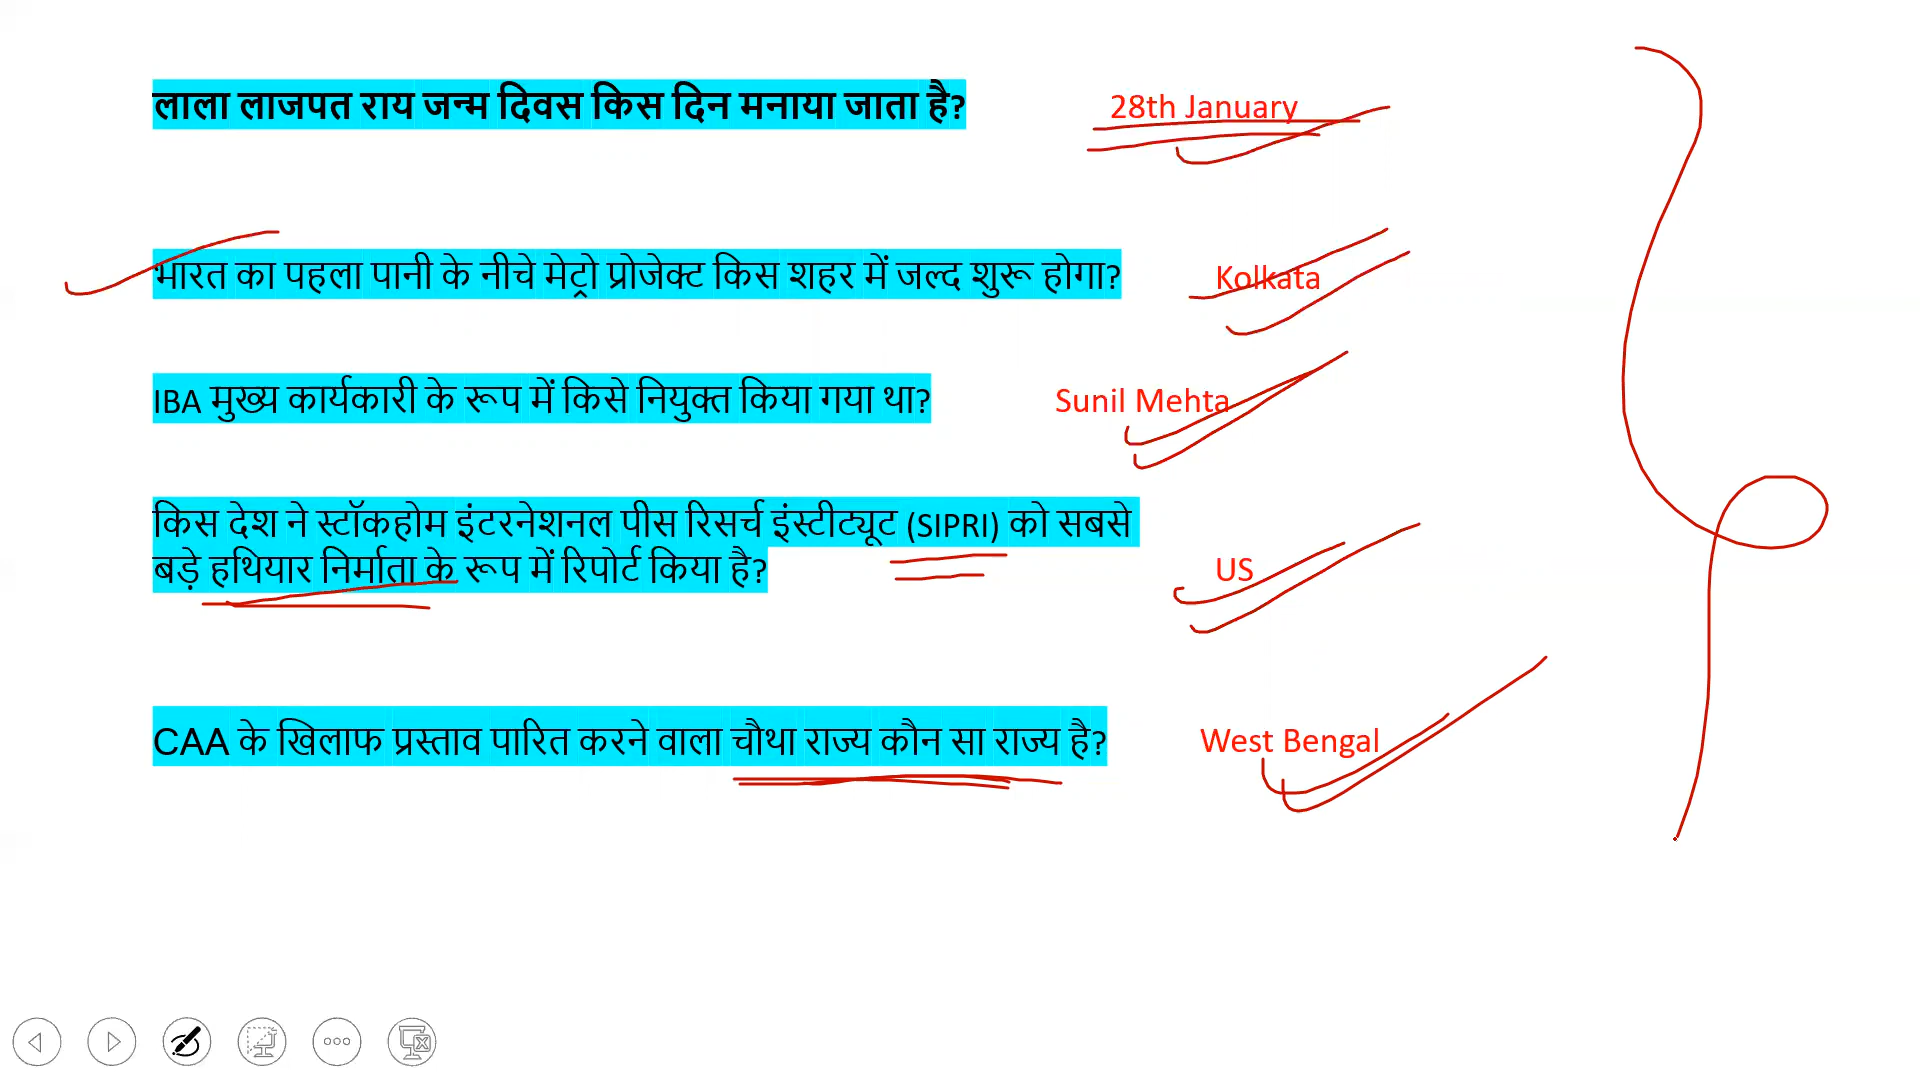 लाला लाजपत राय जन्म दिवस किस दिन मनाया जाता है? 28th January
भारत का पहला पानी के नीचे मेट्रो प्रोजेक्ट किस शहर में जल्द शुरू होगा? Kolkata
IBA मुख्य कार्यकारी के रूप में किसे नियुक्त किया गया था? Sunil Mehta
किस देश ने स्टॉकहोम इंटरनेशनल पीस रिसर्च इंस्टीट्यूट (SIPRI) को सबसे
बड़े हथियार निर्माता के रूप में रिपोर्ट किया है? US
CAA के खिलाफ प्रस्ताव पारित करने वाला चौथा राज्य कौन सा राज्य है? West Bengal